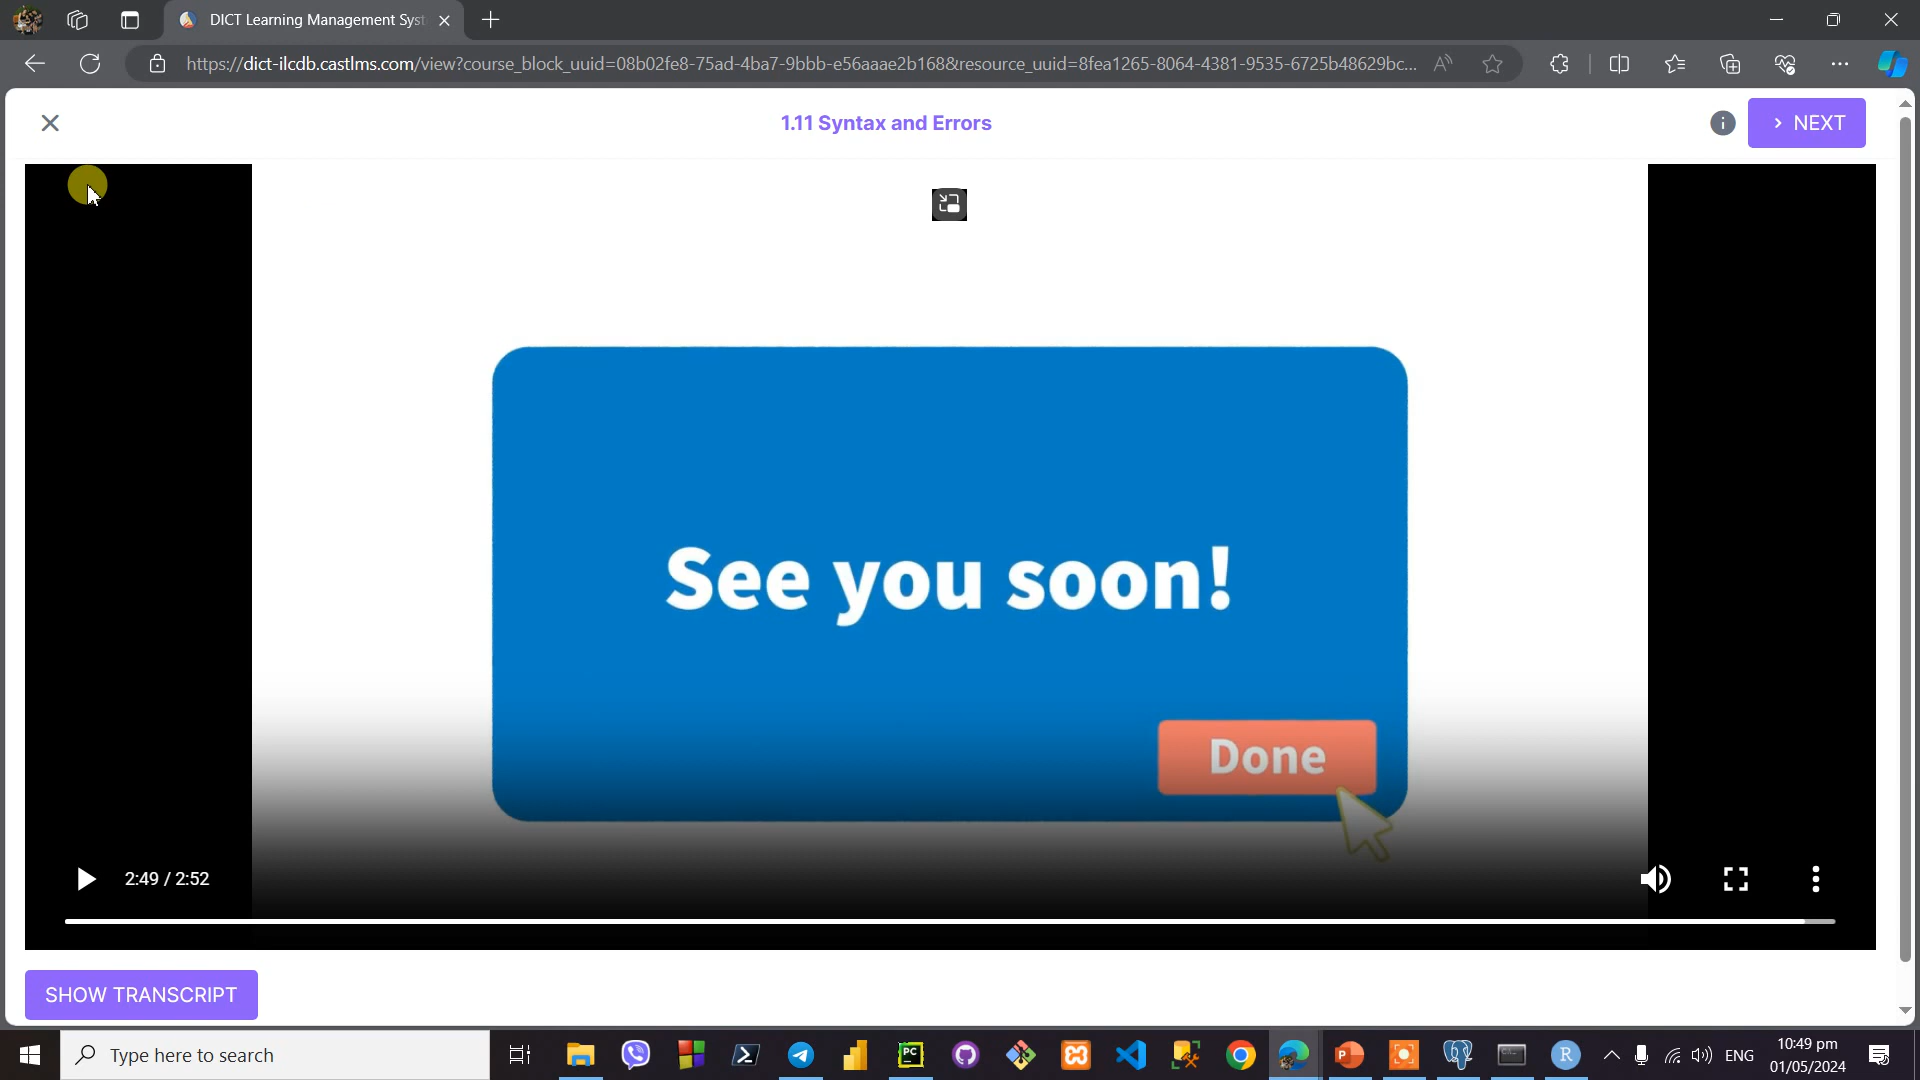 DICT Learning Management Syst
https://dict-ilcdb.castlms.com/view?course_block_uuid=08b02fe8-75ad-4ba7-9bbb-e56aaae2b168&resource_uuid=8fea1265-8064-4381-9535-6725b48629bc...
1.11 Syntax and Errors
NEXT
See you soon!
Done
2:49 / 2:52
SHOW TRANSCRIPT
Type here to search
PC
R
ENG
10:49 pm
01/05/2024